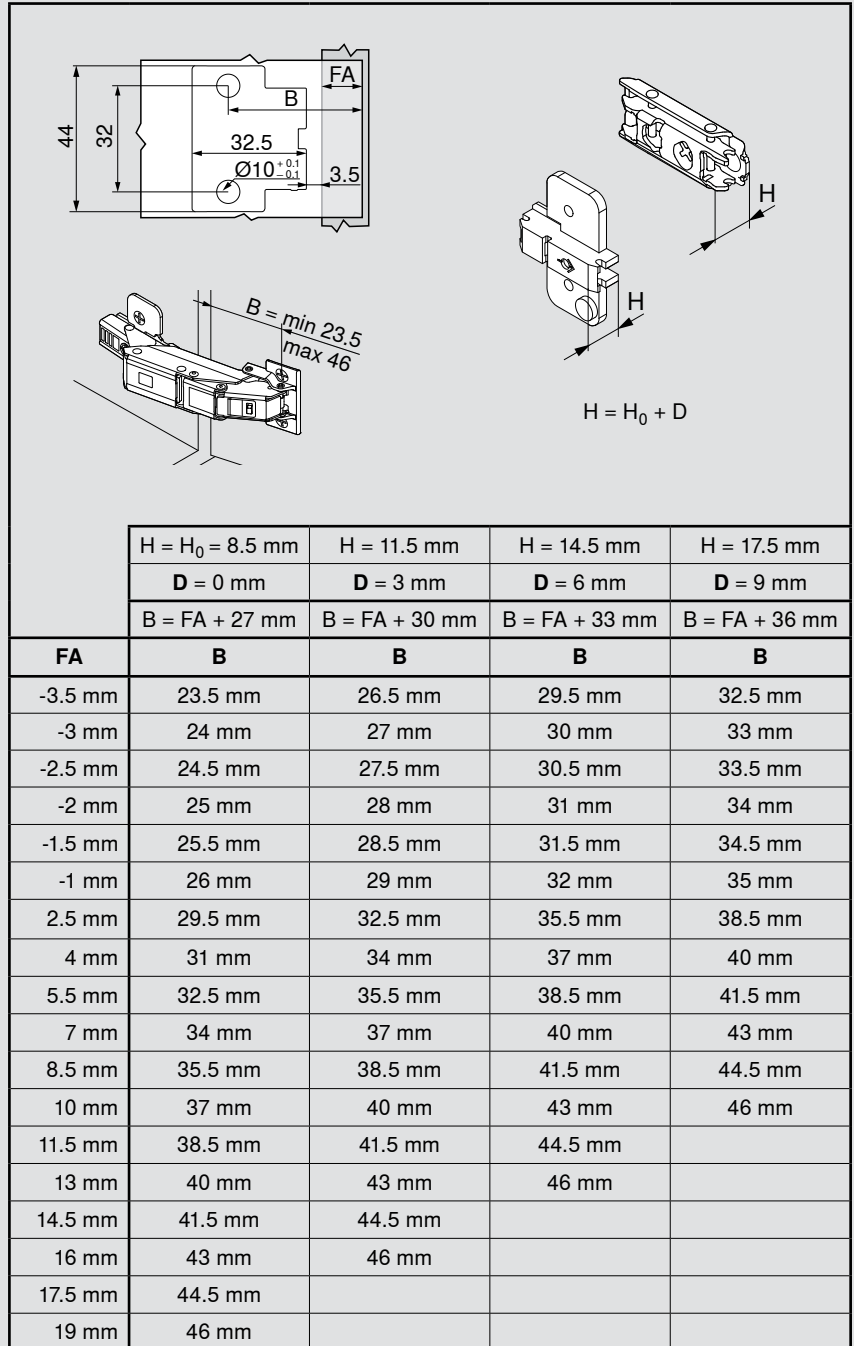 FA
B
44
32
32.5
Ø10 +0.1 −0.1
3.5
H
H
B = min 23.5
max 46
H = H₀ + D
H = H₀ = 8.5 mm H = 11.5 mm H = 14.5 mm H = 17.5 mm
D = 0 mm D = 3 mm D = 6 mm D = 9 mm
B = FA + 27 mm B = FA + 30 mm B = FA + 33 mm B = FA + 36 mm
FA B B B B
-3.5 mm 23.5 mm 26.5 mm 29.5 mm 32.5 mm
-3 mm 24 mm 27 mm 30 mm 33 mm
-2.5 mm 24.5 mm 27.5 mm 30.5 mm 33.5 mm
-2 mm 25 mm 28 mm 31 mm 34 mm
-1.5 mm 25.5 mm 28.5 mm 31.5 mm 34.5 mm
-1 mm 26 mm 29 mm 32 mm 35 mm
2.5 mm 29.5 mm 32.5 mm 35.5 mm 38.5 mm
4 mm 31 mm 34 mm 37 mm 40 mm
5.5 mm 32.5 mm 35.5 mm 38.5 mm 41.5 mm
7 mm 34 mm 37 mm 40 mm 43 mm
8.5 mm 35.5 mm 38.5 mm 41.5 mm 44.5 mm
10 mm 37 mm 40 mm 43 mm 46 mm
11.5 mm 38.5 mm 41.5 mm 44.5 mm
13 mm 40 mm 43 mm 46 mm
14.5 mm 41.5 mm 44.5 mm
16 mm 43 mm 46 mm
17.5 mm 44.5 mm
19 mm 46 mm